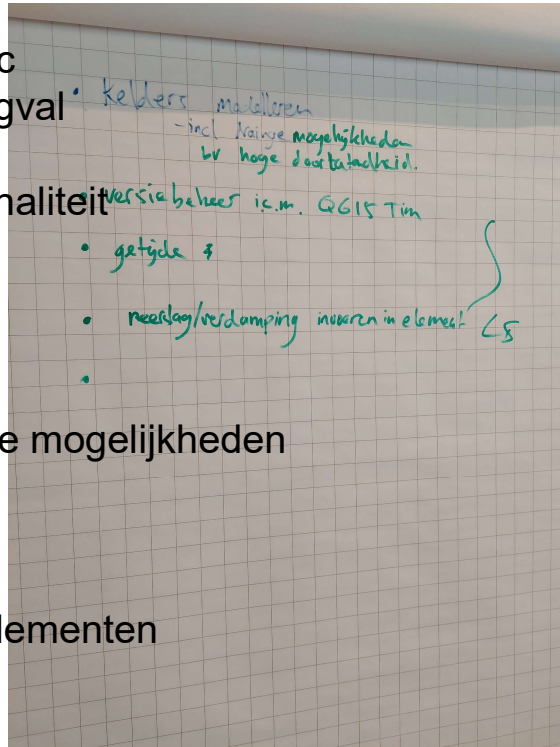 c
gval
• Kelders modelleren
- incl drainage mogelijkheden
bv hoge doorlatendheid.
naliteit
• versiebeheer i.c.m. QGIS Tim
• getijde
• neerslag/verdamping invoeren in element
•
e mogelijkheden
lementen